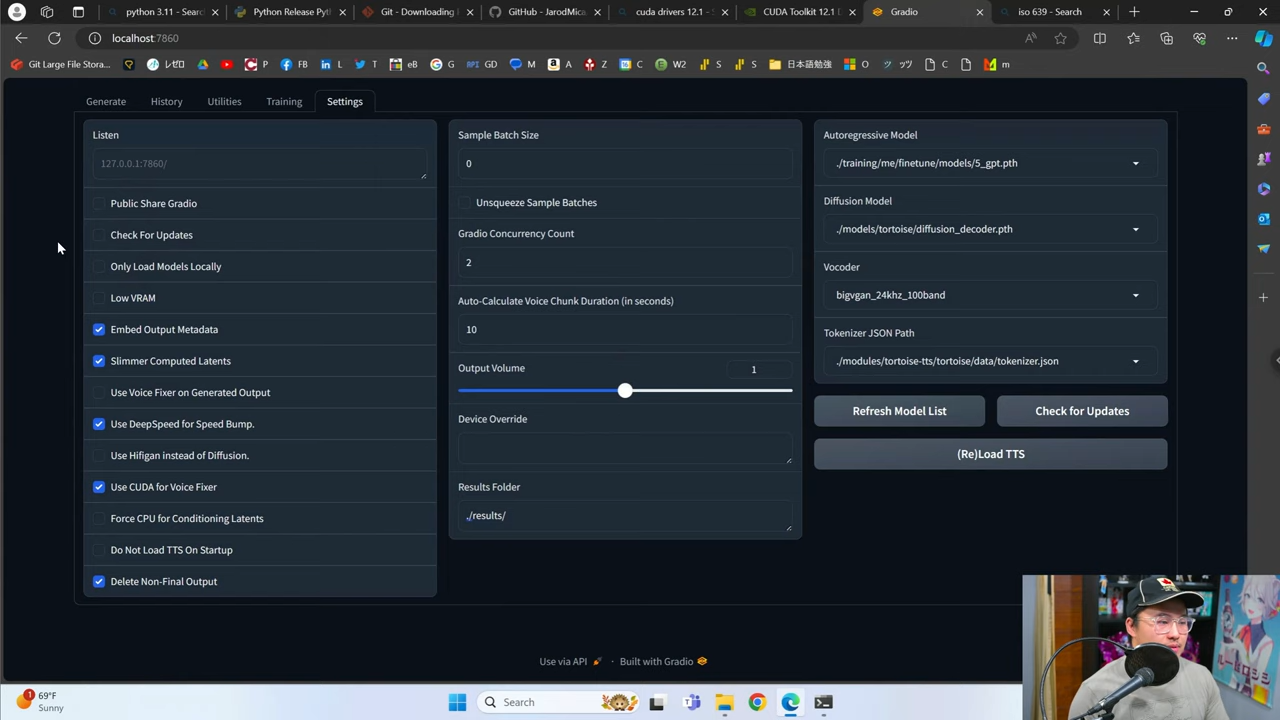 python 3.11 - Search
Python Release Pyth
Git - Downloading
GitHub - JarodMica
cuda drivers 12.1 - S
CUDA Toolkit 12.1
Gradio
iso 639 - Search
localhost:7860
Git Large File Stora...
レゼロ
P
FB
in L
T
eB
G
GD
M
A
Z
C
W2
S
S
日本語勉強
O
ッツ
C
m
Generate
History
Utilities
Training
Settings
Listen
127.0.0.1:7860/
Public Share Gradio
Check For Updates
Only Load Models Locally
Low VRAM
Embed Output Metadata
Slimmer Computed Latents
Use Voice Fixer on Generated Output
Use DeepSpeed for Speed Bump.
Use Hifigan instead of Diffusion.
Use CUDA for Voice Fixer
Force CPU for Conditioning Latents
Do Not Load TTS On Startup
Delete Non-Final Output
Sample Batch Size
0
Unsqueeze Sample Batches
Gradio Concurrency Count
2
Auto-Calculate Voice Chunk Duration (in seconds)
10
Output Volume
1
Device Override
Results Folder
./results/
Autoregressive Model
./training/me/finetune/models/5_gpt.pth
Diffusion Model
./models/tortoise/diffusion_decoder.pth
Vocoder
bigvgan_24khz_100band
Tokenizer JSON Path
./modules/tortoise-tts/tortoise/data/tokenizer.json
Refresh Model List
Check for Updates
(Re)Load TTS
Use via API
Built with Gradio
1
69°F
Sunny
Search